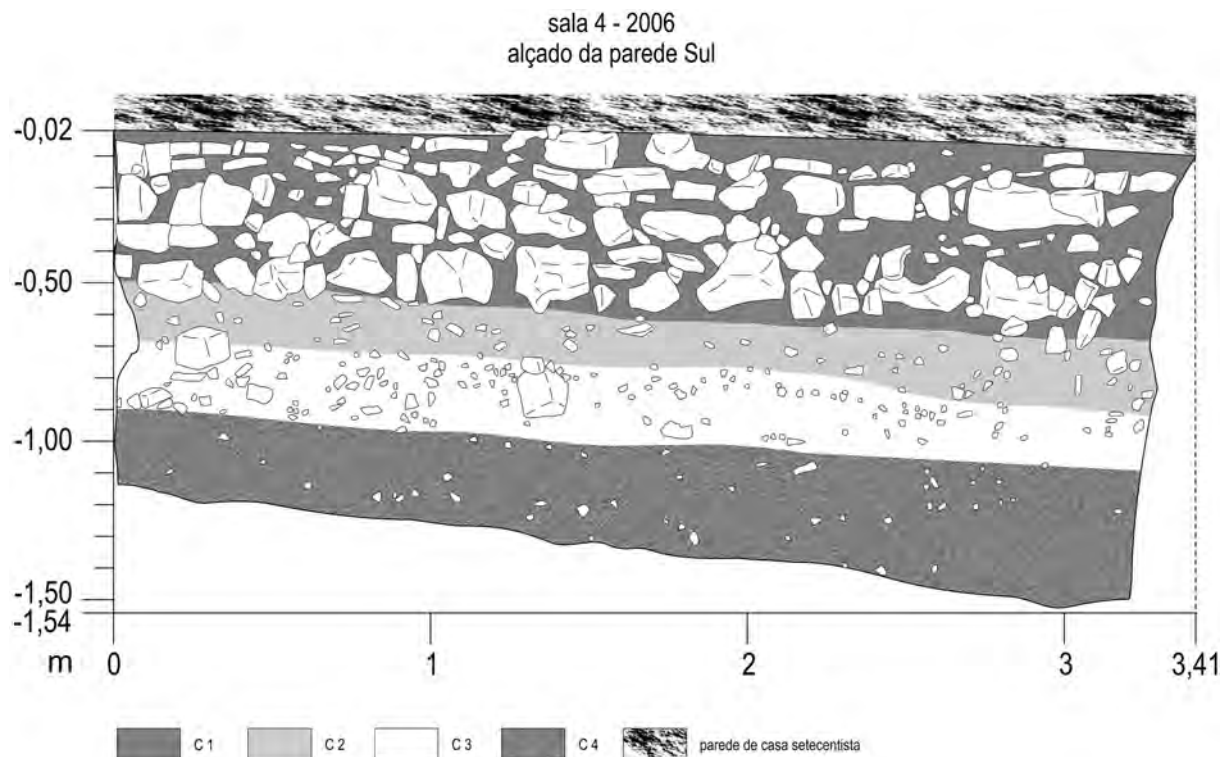 sala 4 - 2006
alçado da parede Sul
-0,02
-0,50
-1,00
-1,50
-1,54
m 0 1 2 3 3,41
C 1 C 2 C 3 C 4 parede de casa setecentista